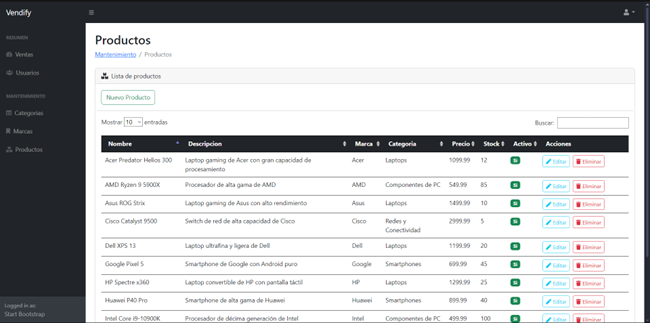 Vendify
RESUMEN
Ventas
Usuarios
MANTENIMIENTO
Categorias
Marcas
Productos
Logged in as:
Start Bootstrap
Productos
Mantenimiento / Productos
Lista de productos
Nuevo Producto
Mostrar 10 entradas
Buscar:
Nombre Descripcion Marca Categoria Precio Stock Activo Acciones
Acer Predator Helios 300 Laptop gaming de Acer con gran capacidad de procesamiento Acer Laptops 1099.99 12 Si Editar Eliminar
AMD Ryzen 9 5900X Procesador de alta gama de AMD AMD Componentes de PC 549.99 85 Si Editar Eliminar
Asus ROG Strix Laptop gaming de Asus con alto rendimiento Asus Laptops 1499.99 10 Si Editar Eliminar
Cisco Catalyst 9500 Switch de red de alta capacidad de Cisco Cisco Redes y Conectividad 2999.99 5 Si Editar Eliminar
Dell XPS 13 Laptop ultrafina y ligera de Dell Dell Laptops 1199.99 20 Si Editar Eliminar
Google Pixel 5 Smartphone de Google con Android puro Google Smartphones 699.99 45 Si Editar Eliminar
HP Spectre x360 Laptop convertible de HP con pantalla táctil HP Laptops 1299.99 25 Si Editar Eliminar
Huawei P40 Pro Smartphone de alta gama de Huawei Huawei Smartphones 899.99 40 Si Editar Eliminar
Intel Core i9-10900K Procesador de décima generación de Intel Intel Componentes de PC 499.99 100 Si Editar Eliminar